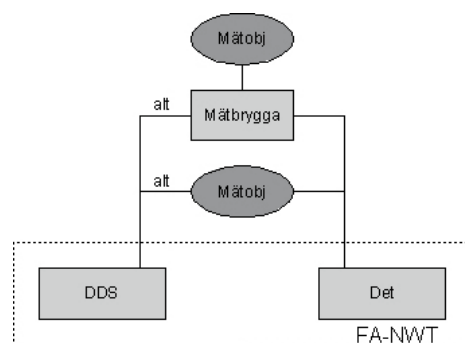 Mätobj
alt
Mätbrygga
alt
Mätobj
DDS
Det
FA-NWT